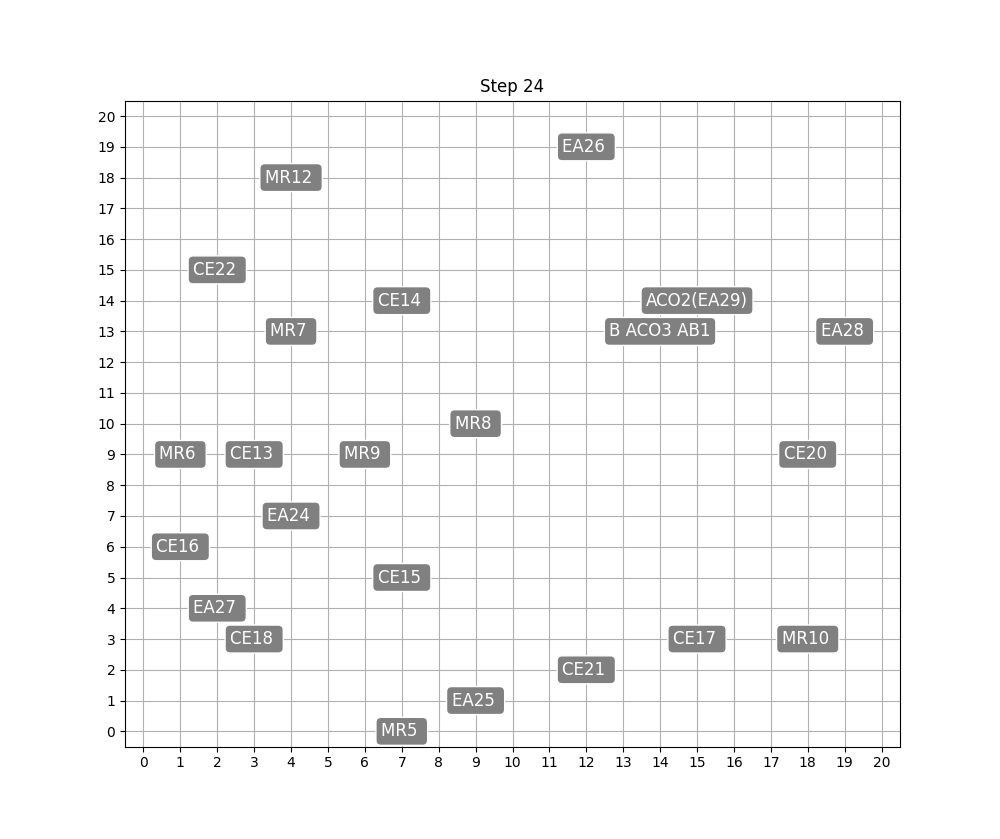 Step 24
20
19
18
17
16
15
14
13
12
11
10
9
8
7
6
5
4
3
2
1
0
EA26
MR12
CE22
CE14
ACO2(EA29)
MR7
B ACO3 AB1
EA28
MR8
MR6
CE13
MR9
CE20
EA24
CE16
CE15
EA27
CE18
CE17
MR10
CE21
EA25
MR5
0 1 2 3 4 5 6 7 8 9 10 11 12 13 14 15 16 17 18 19 20